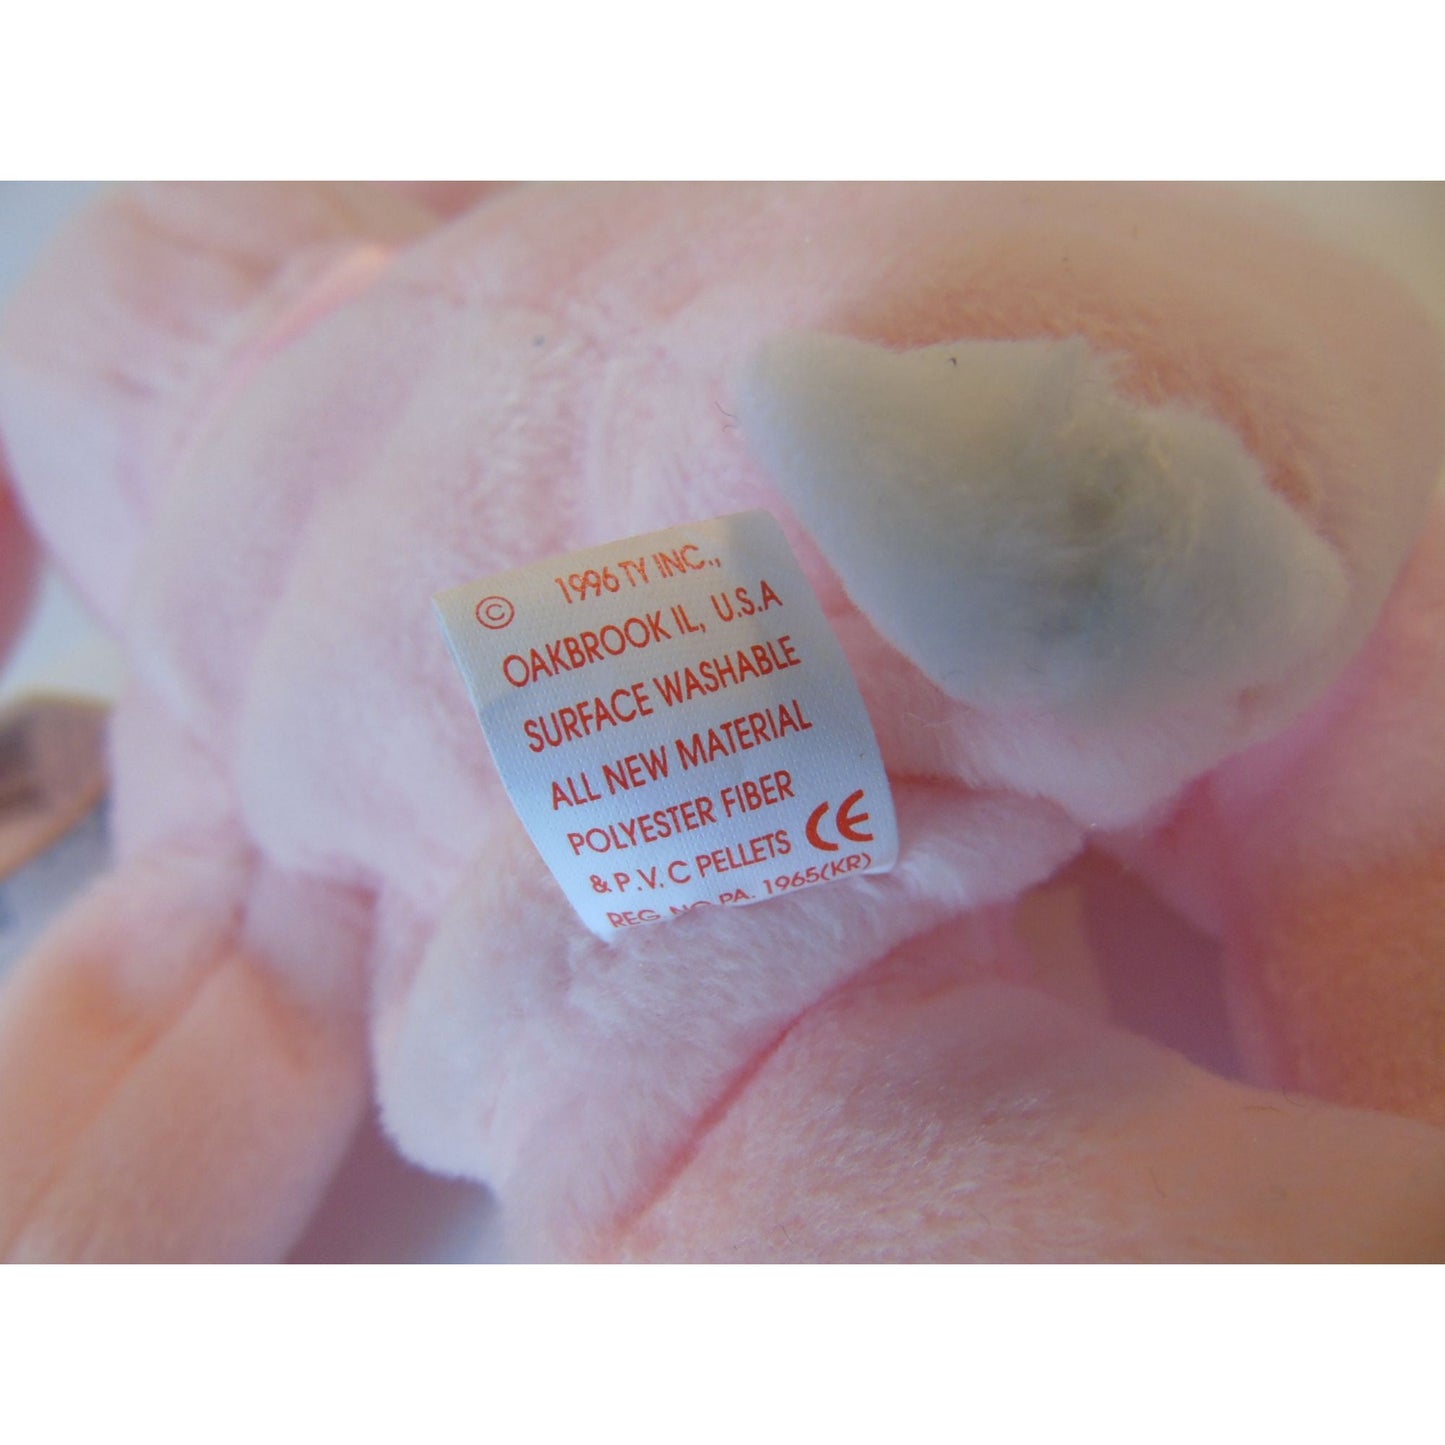 © 1996 TY INC.,
OAKBROOK IL, U.S.A
SURFACE WASHABLE
ALL NEW MATERIAL
POLYESTER FIBER
& P.V.C PELLETS CE
REG. NO PA. 1965(KR)